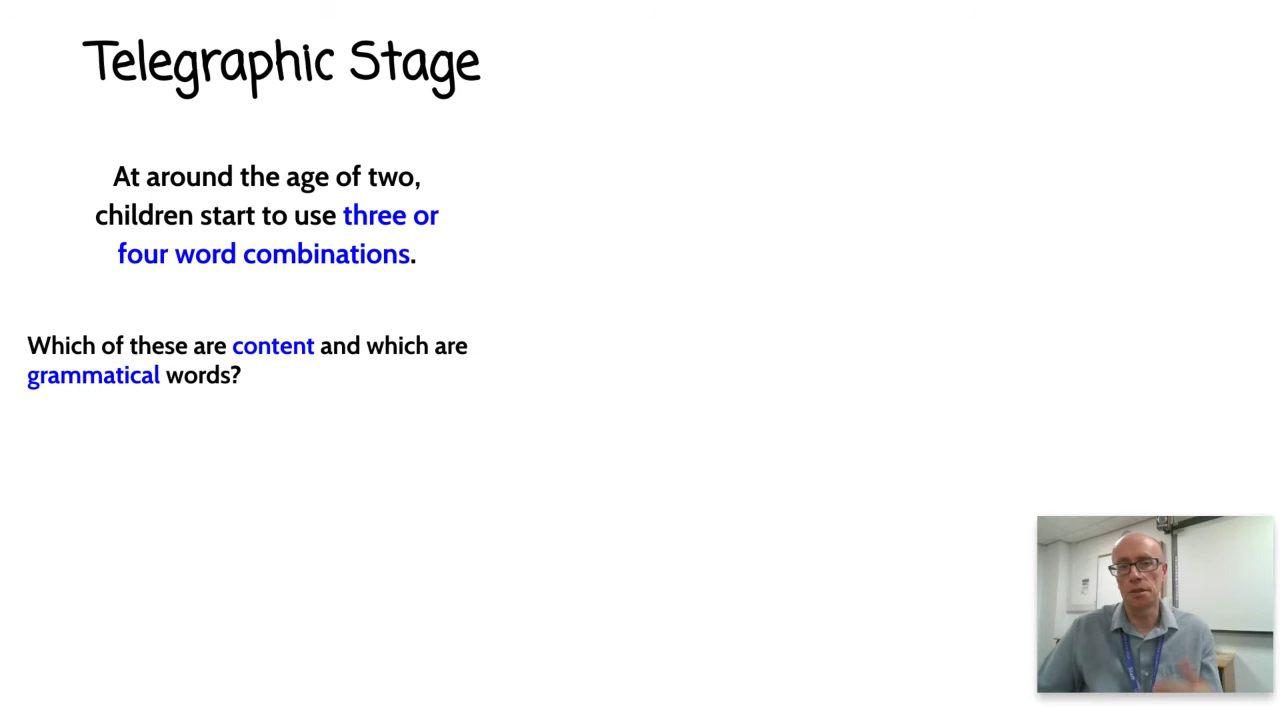 Telegraphic Stage
At around the age of two,
children start to use three or
four word combinations.
Which of these are content and which are
grammatical words?